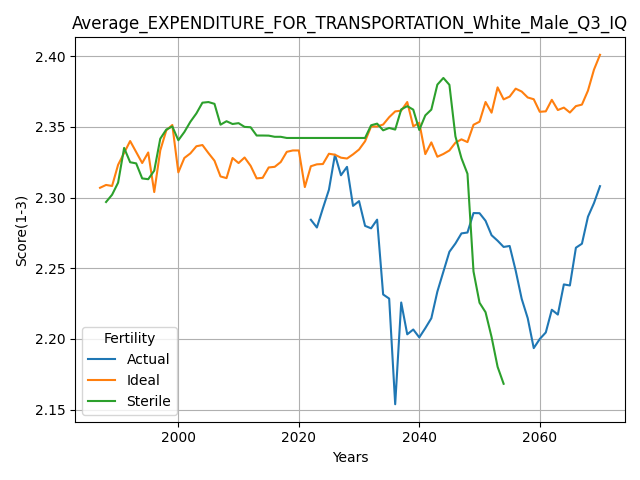 Average_EXPENDITURE_FOR_TRANSPORTATION_White_Male_Q3_IQ
2.40
2.35
2.30
2.25
2.20
2.15
Score(1-3)
Fertility
Actual
Ideal
Sterile
2000 2020 2040 2060
Years